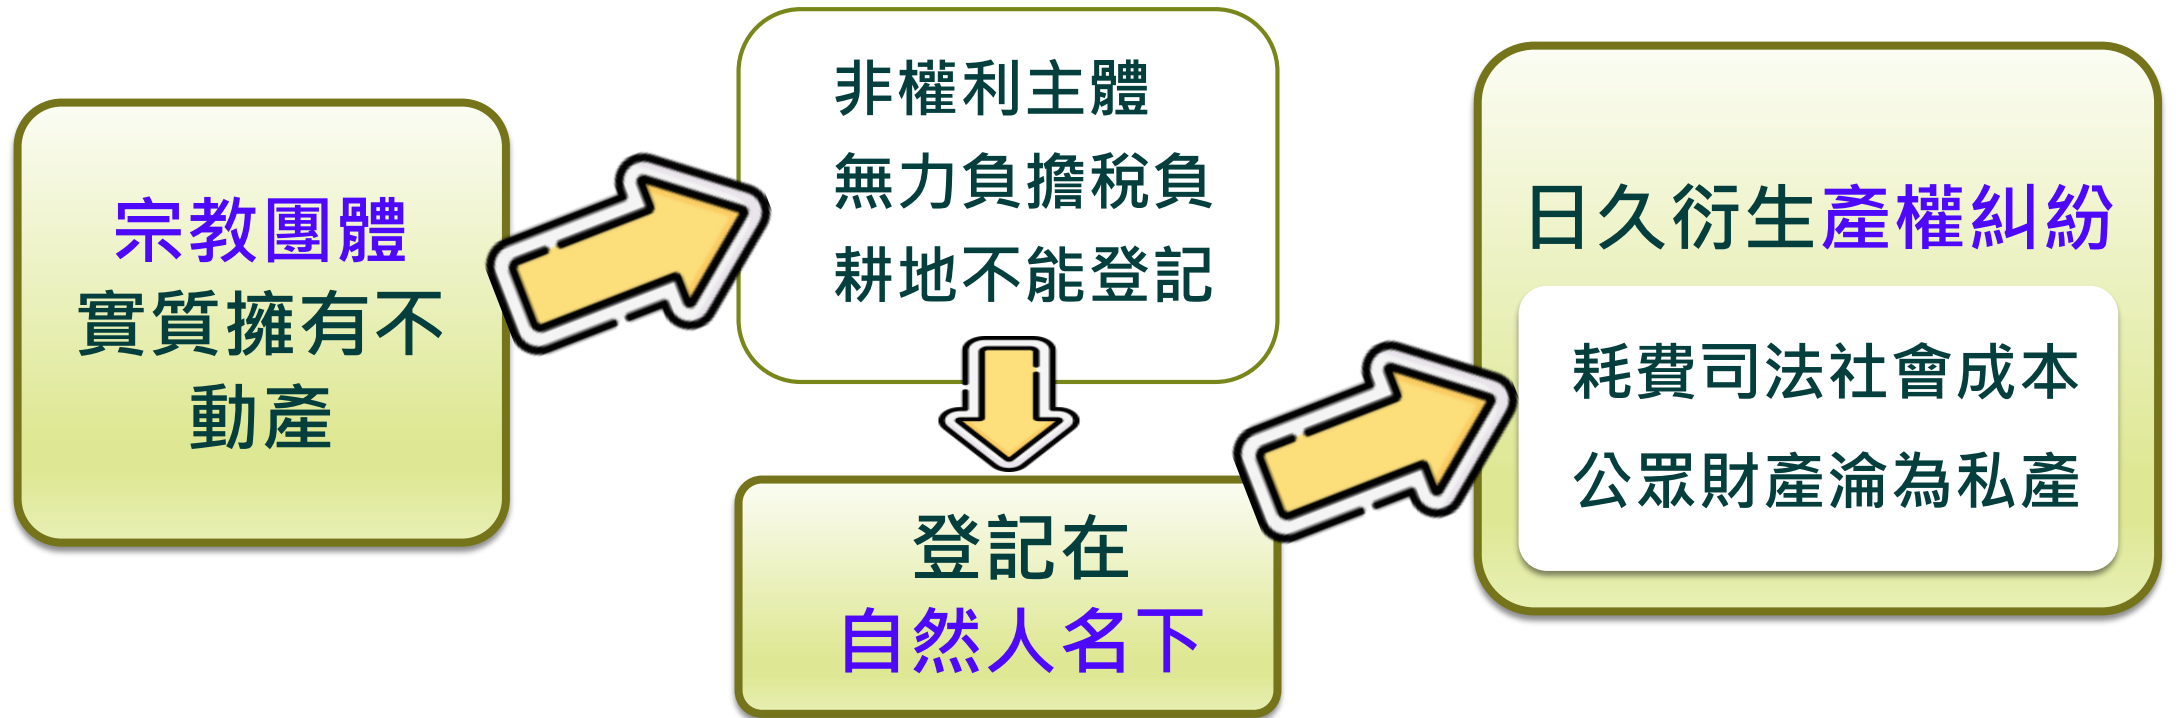 宗教團體
實質擁有不
動產
非權利主體
無力負擔稅負
耕地不能登記
登記在
自然人名下
日久衍生產權糾紛
耗費司法社會成本
公眾財產淪為私產